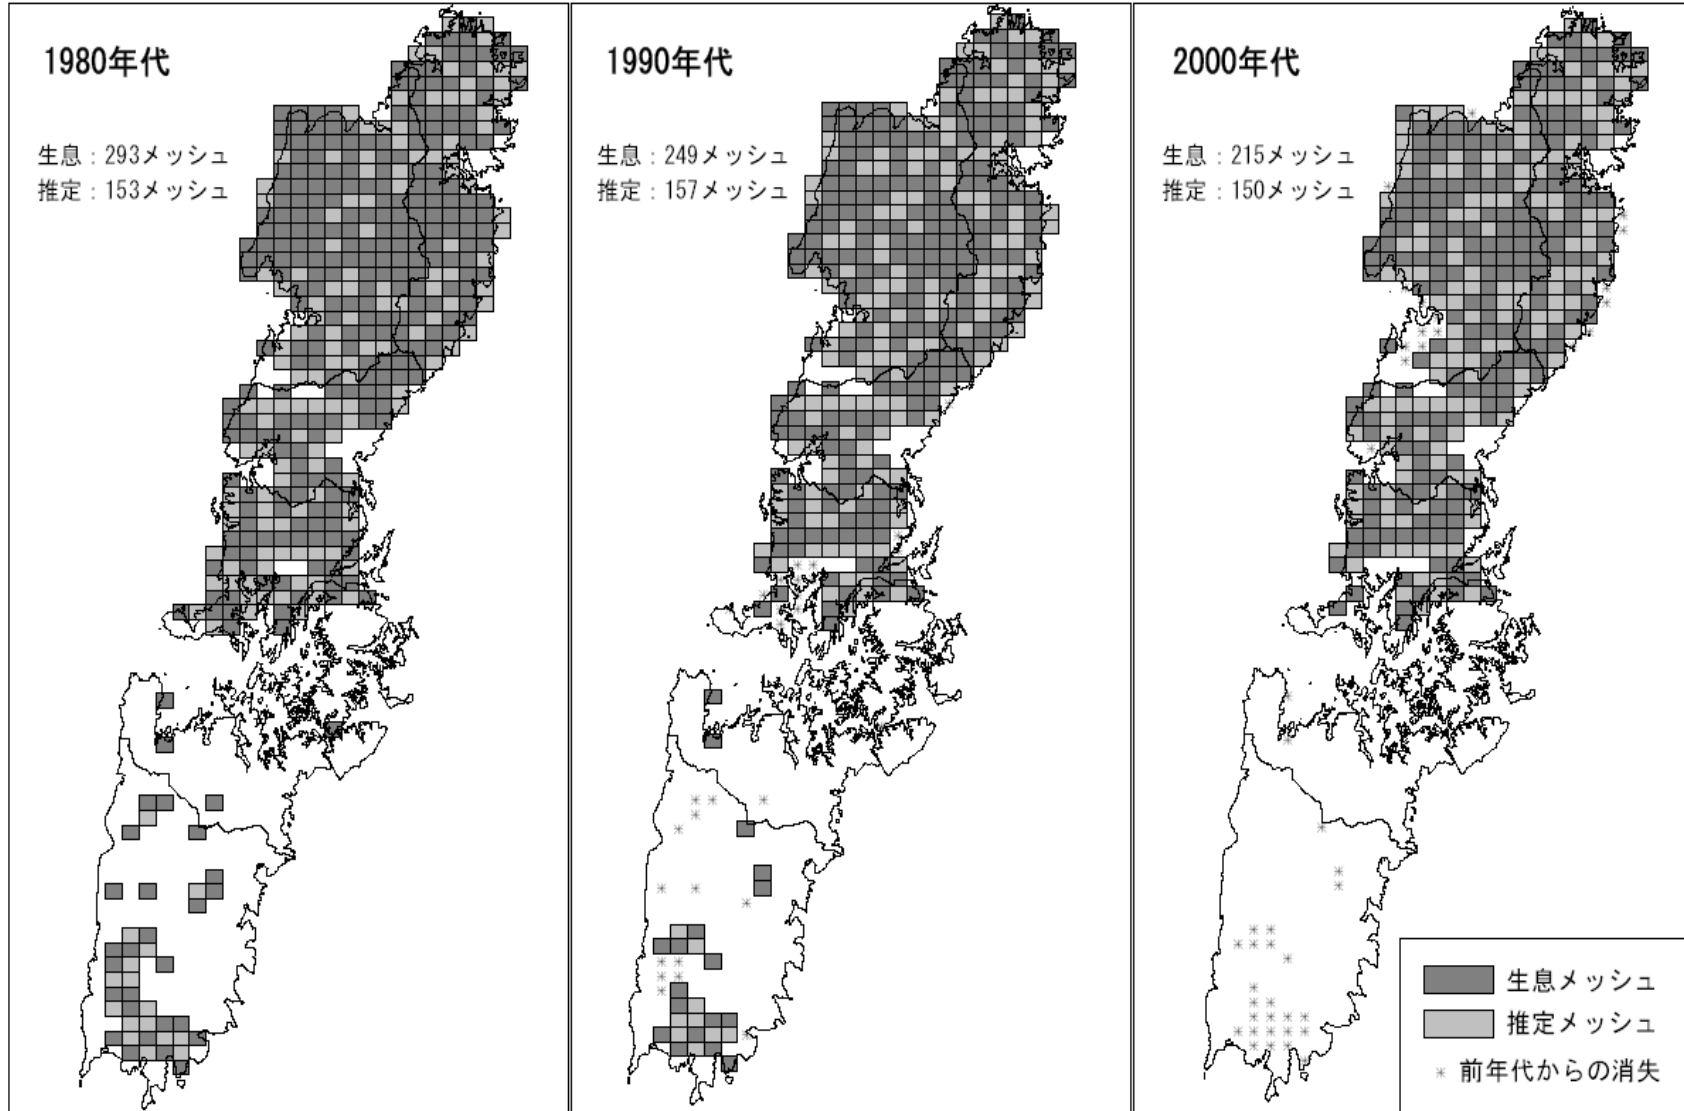 1980年代
生息：293メッシュ
推定：153メッシュ
1990年代
生息：249メッシュ
推定：157メッシュ
2000年代
生息：215メッシュ
推定：150メッシュ
生息メッシュ
推定メッシュ
* 前年代からの消失